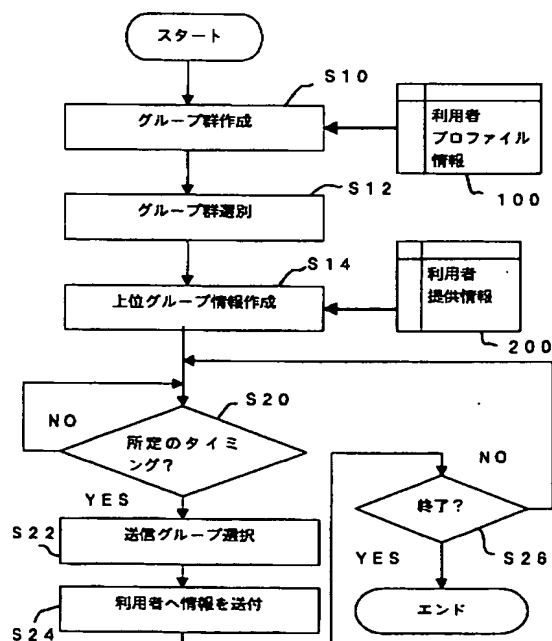 スタート
S10
グループ群作成
利用者
プロファイル
情報
100
S12
グループ群選別
S14
上位グループ情報作成
利用者
提供情報
200
S20
NO
所定のタイミ
ング?
YES
S22
送信グループ選択
S24
利用者へ情報を送付
NO
終了?
YES
S26
エンド